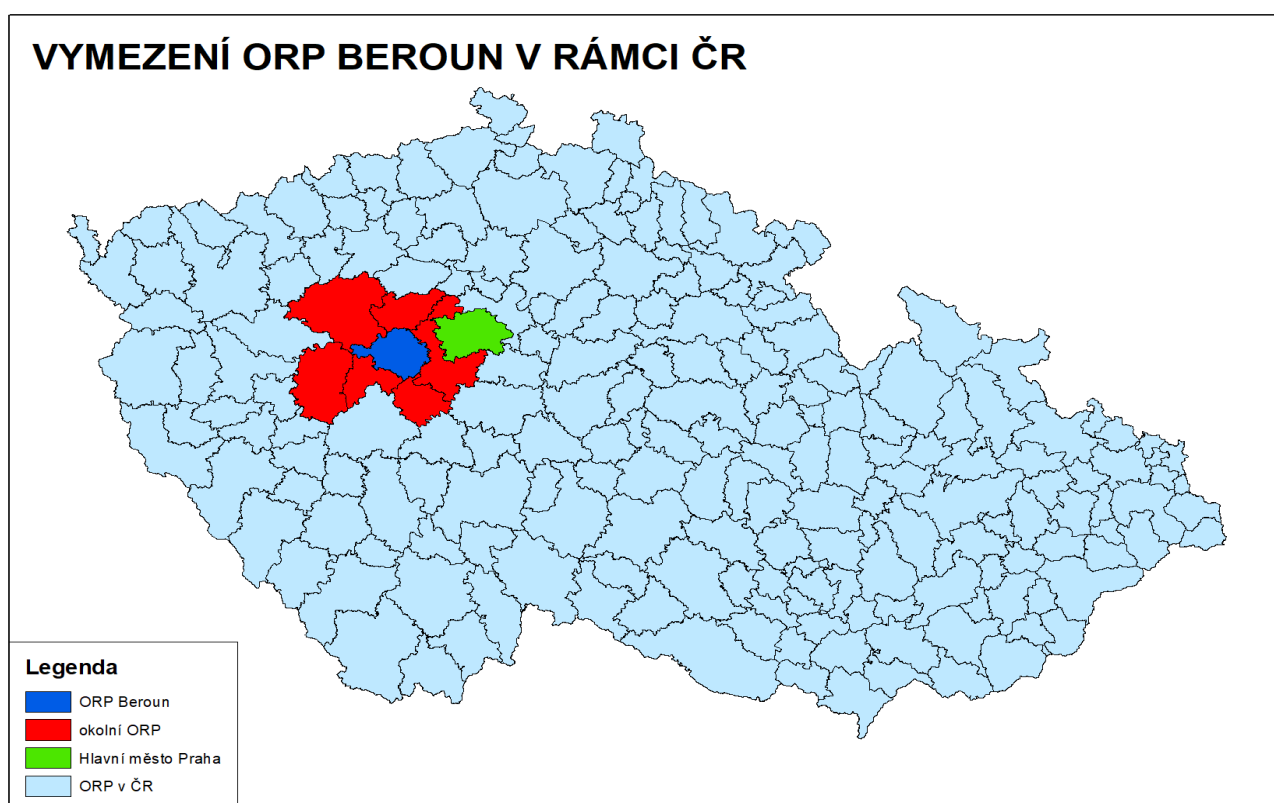 VYMEZENÍ ORP BEROUN V RÁMCI ČR
Legenda
ORP Beroun
okolní ORP
Hlavní město Praha
ORP v ČR